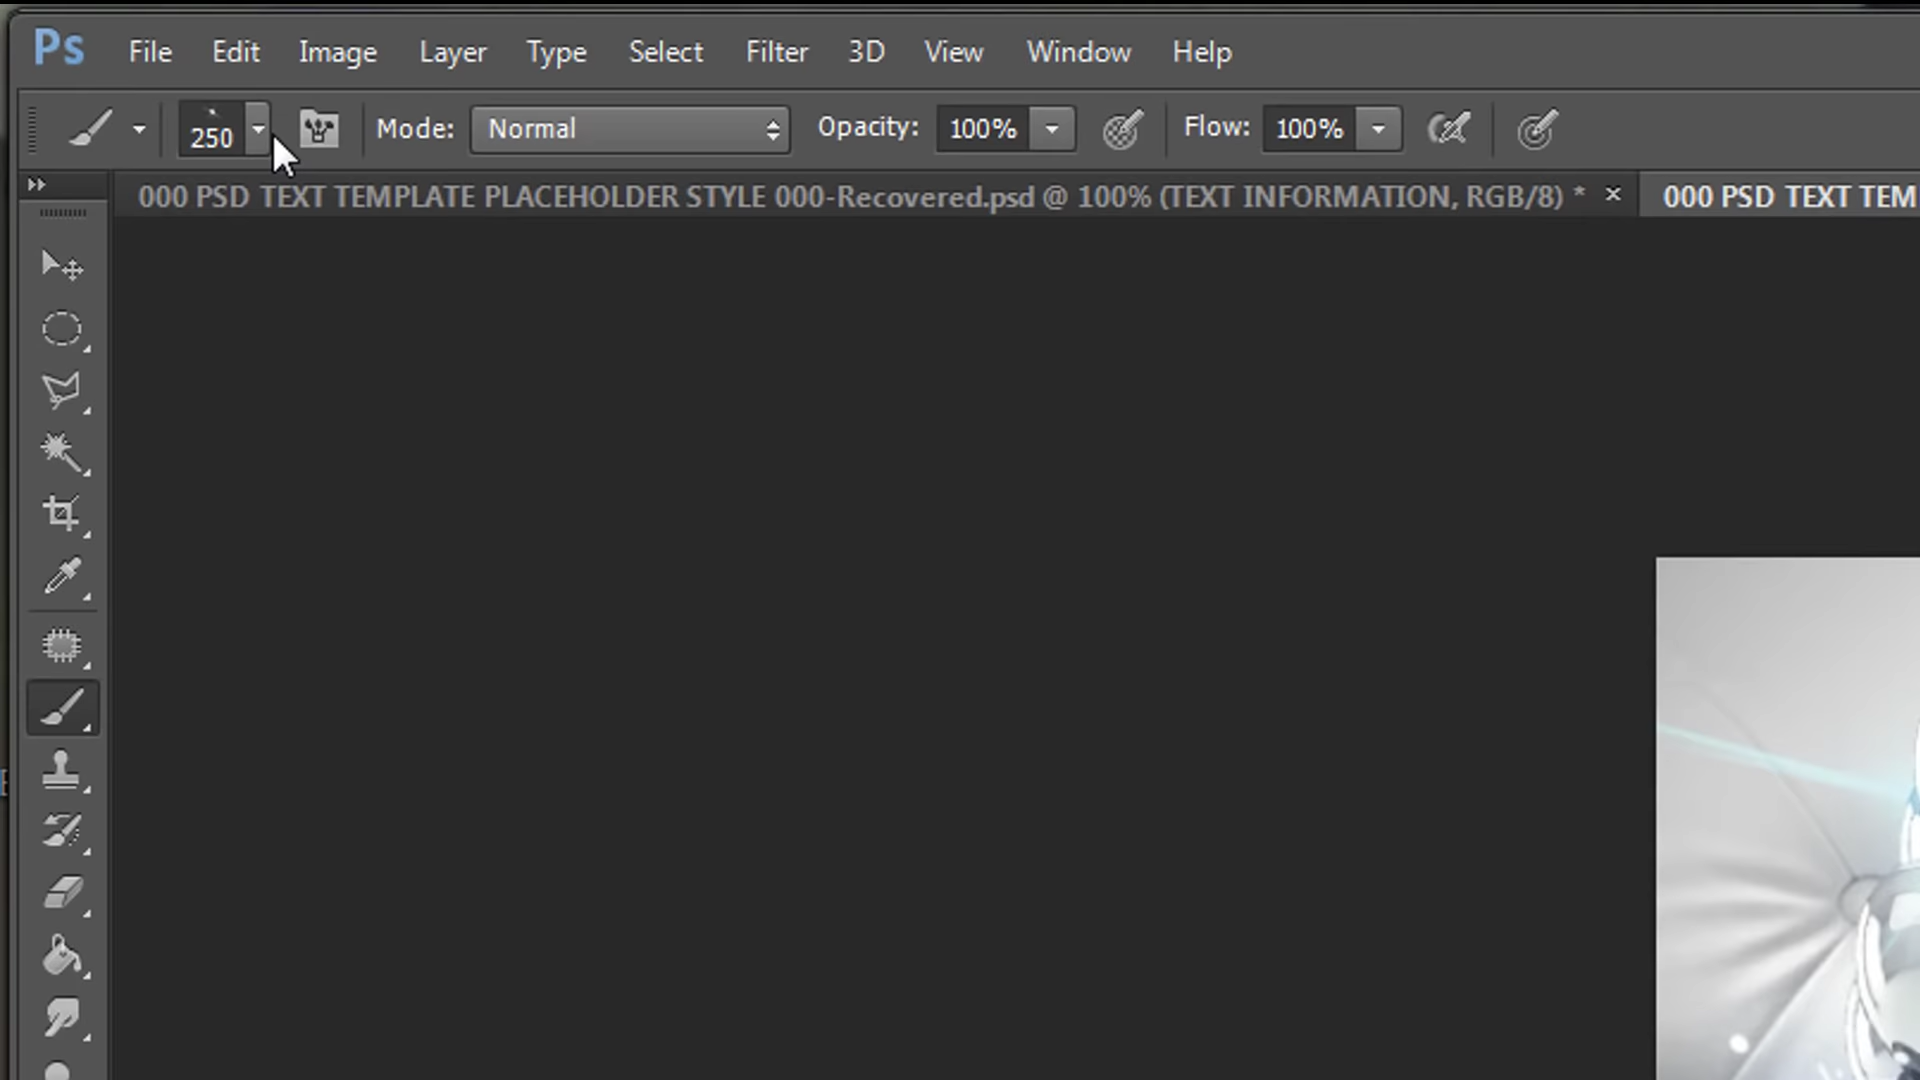 Ps File Edit Image Layer Type Select Filter 3D View Window Help
250 Mode: Normal Opacity: 100% Flow: 100%
000 PSD TEXT TEMPLATE PLACEHOLDER STYLE 000-Recovered.psd @ 100% (TEXT INFORMATION, RGB/8) * × 000 PSD TEXT TEM